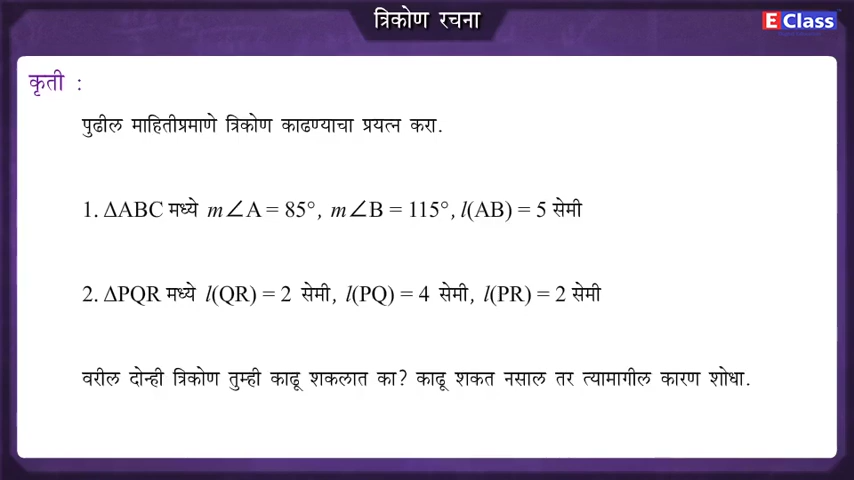 त्रिकोण रचना
E Class
कृती :
पुढील माहितीप्रमाणे त्रिकोण काढण्याचा प्रयत्न करा.
1. ΔABC मध्ये m∠A = 85°, m∠B = 115°, l(AB) = 5 सेमी
2. ΔPQR मध्ये l(QR) = 2 सेमी, l(PQ) = 4 सेमी, l(PR) = 2 सेमी
वरील दोन्ही त्रिकोण तुम्ही काढू शकलात का? काढू शकत नसाल तर त्यामागील कारण शोधा.